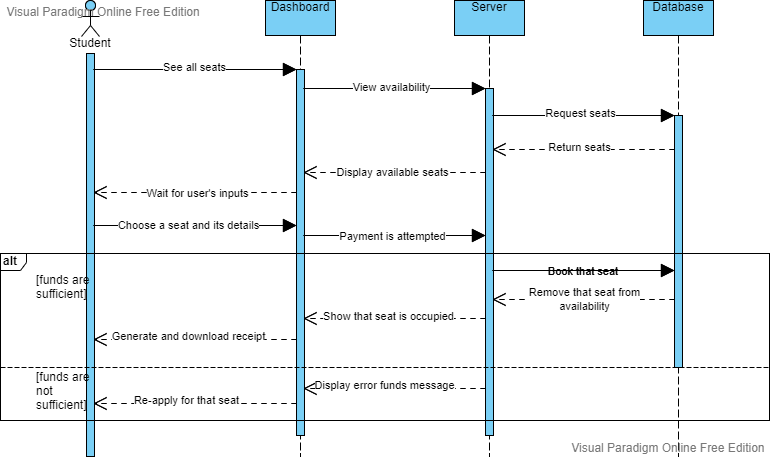 Visual Paradigm Online Free Edition
Student
Dashboard
Server
Database
See all seats
View availability
Request seats
Return seats
Display available seats
Wait for user's inputs
Choose a seat and its details
Payment is attempted
alt
[funds are
sufficient]
Book that seat
Remove that seat from
availability
Show that seat is occupied
Generate and download receipt
[funds are
not
sufficient]
Display error funds message
Re-apply for that seat
Visual Paradigm Online Free Edition